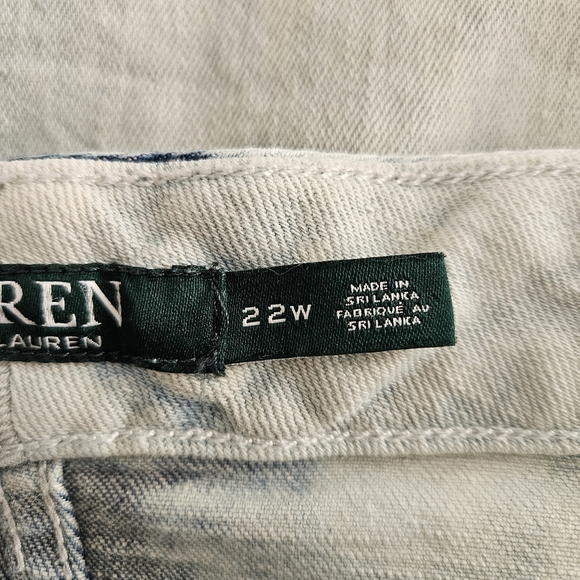 REN
LAUREN
22W
MADE IN
SRI LANKA
FABRIQUÉ AU
SRI LANKA